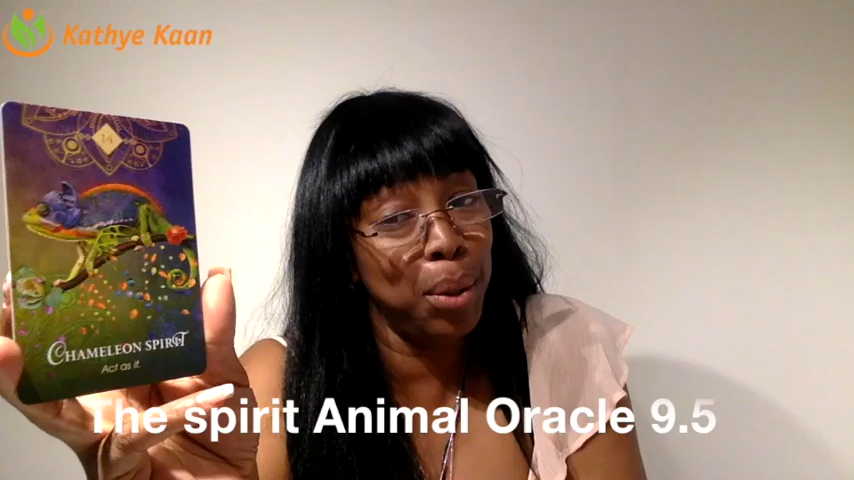 Kathye Kaan
14
CHAMELEON SPIRIT
Act as if.
The spirit Animal Oracle 9.5